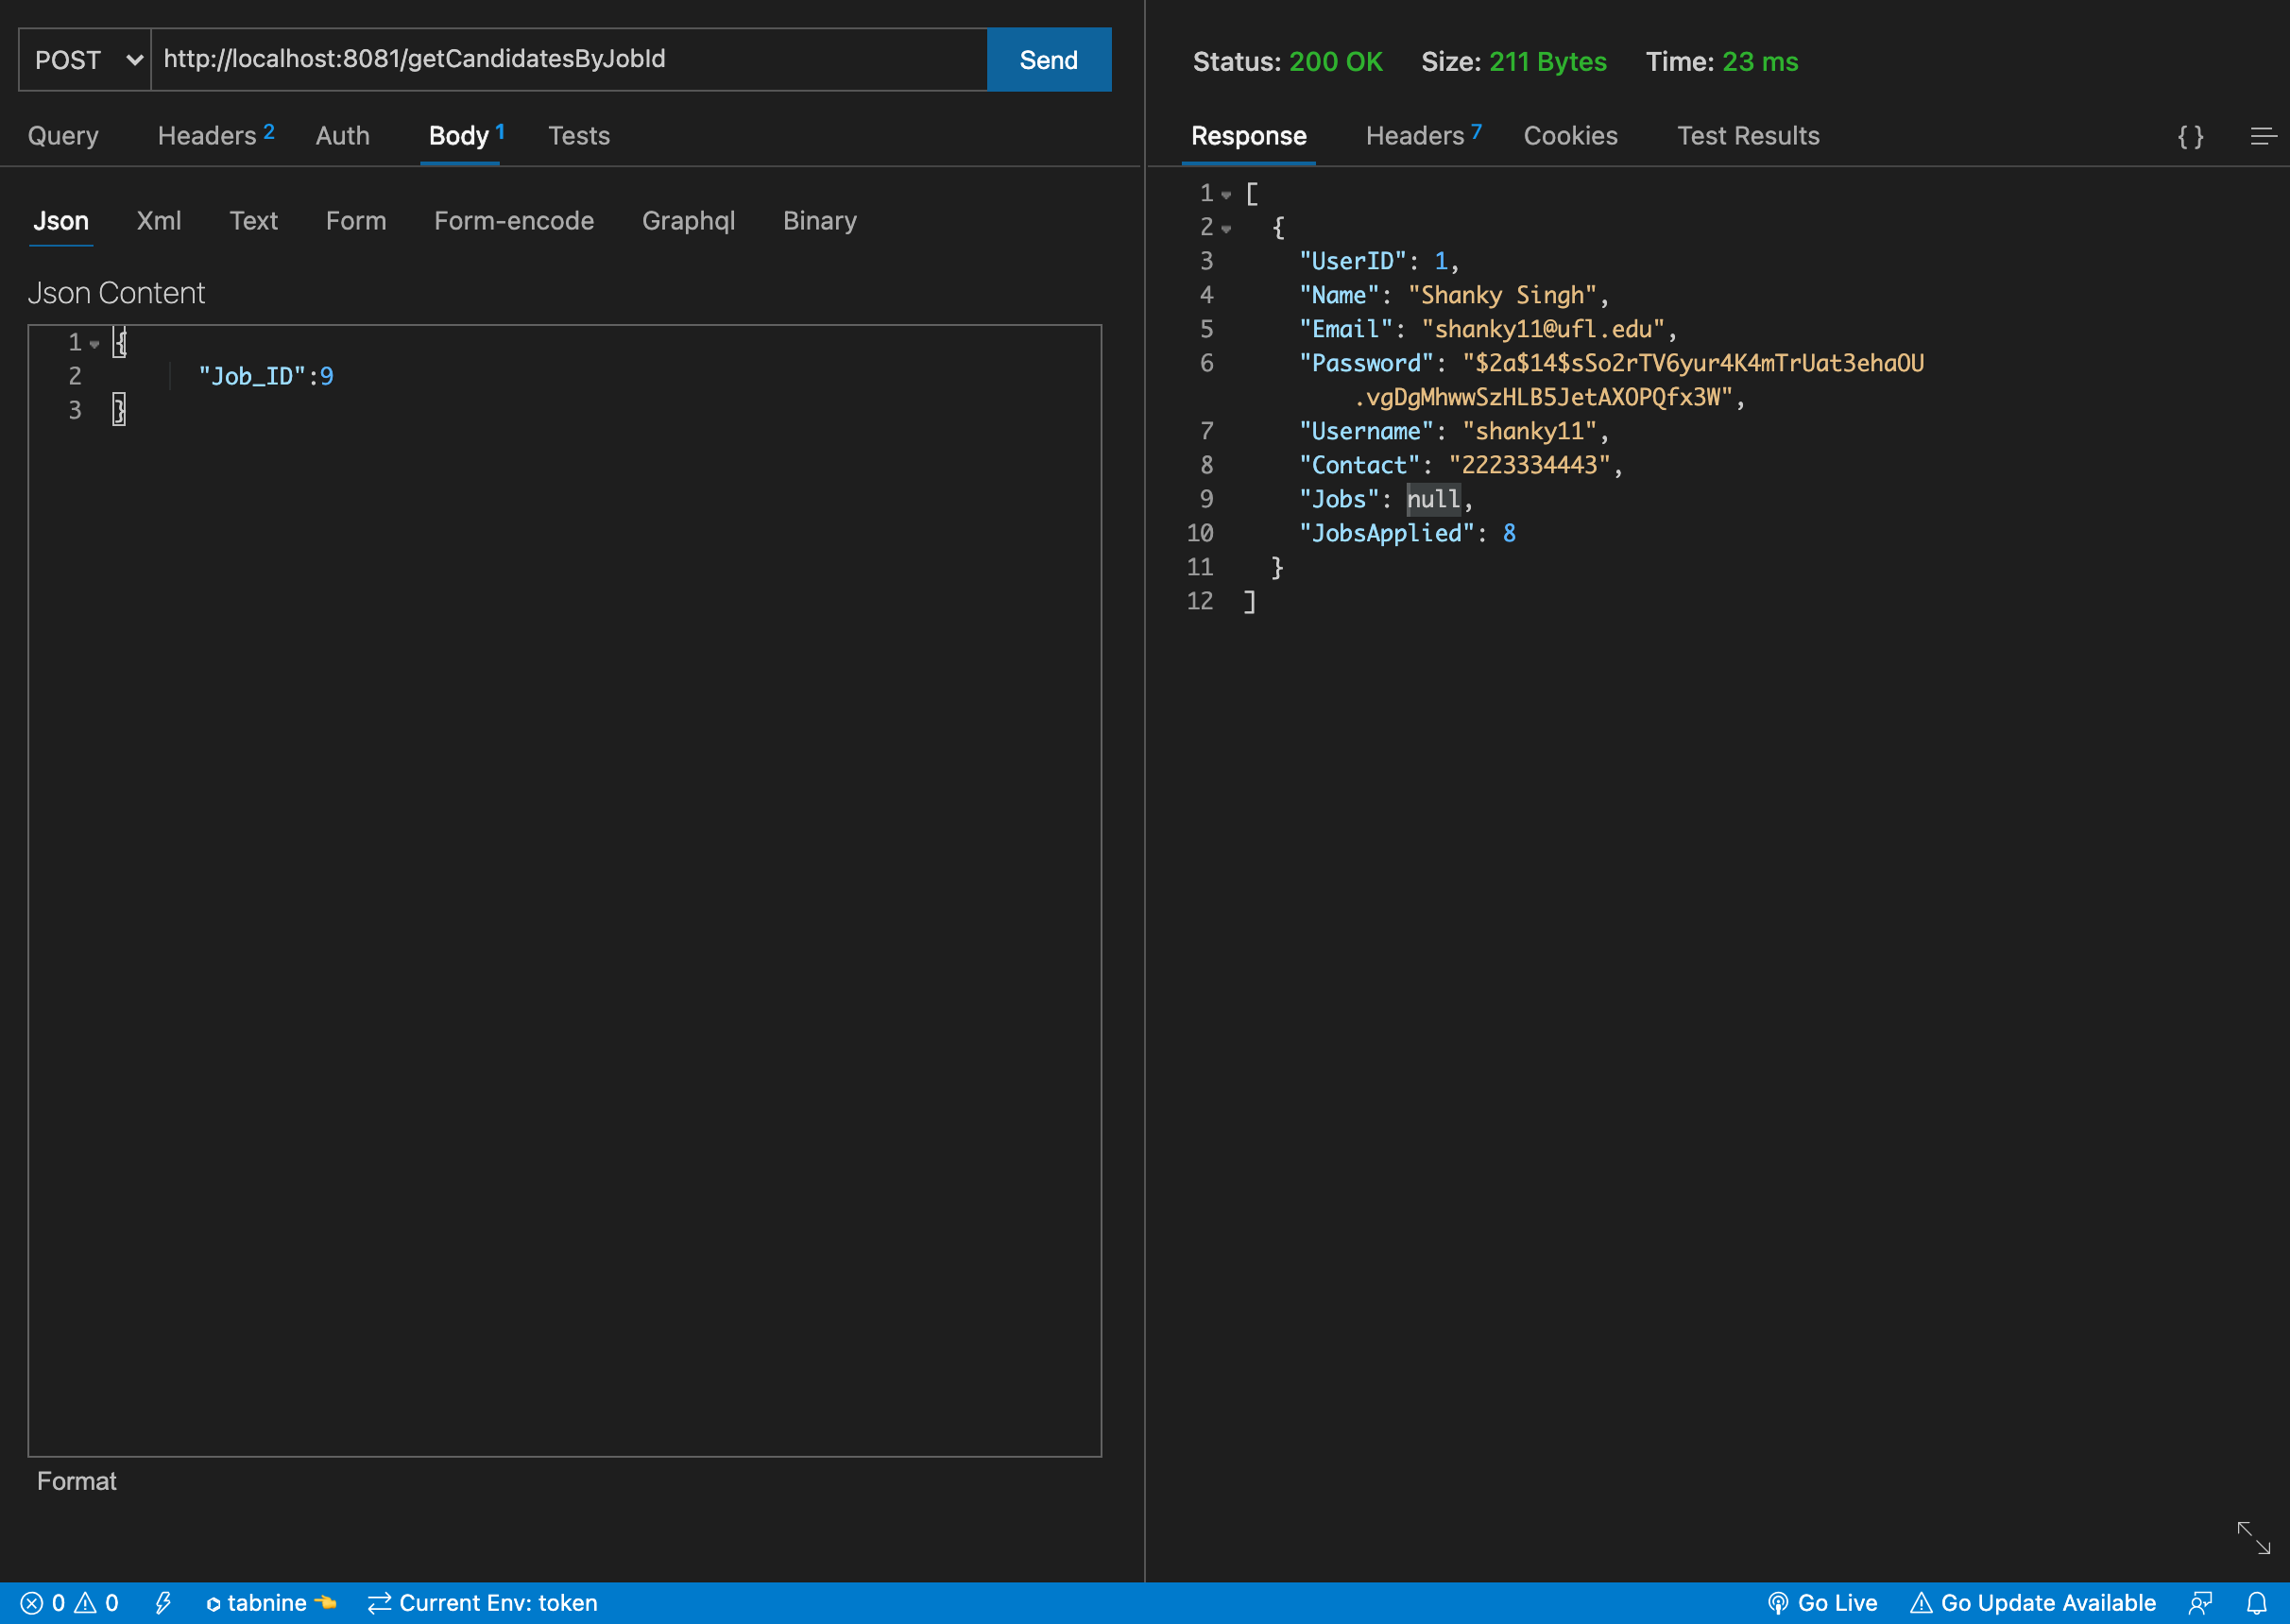 POST http://localhost:8081/getCandidatesByJobId Send
Query Headers 2 Auth Body 1 Tests
Json Xml Text Form Form-encode Graphql Binary
Json Content
1 {
2 "Job_ID":9
3 }
Format
Status: 200 OK Size: 211 Bytes Time: 23 ms
Response Headers 7 Cookies Test Results { }
1 [
2 {
3 "UserID": 1,
4 "Name": "Shanky Singh",
5 "Email": "shanky11@ufl.edu",
6 "Password": "$2a$14$sSo2rTV6yur4K4mTrUat3ehaOU
.vgDgMhwwSzHLB5JetAXOPQfx3W",
7 "Username": "shanky11",
8 "Contact": "2223334443",
9 "Jobs": null,
10 "JobsApplied": 8
11 }
12 ]
0 0 tabnine Current Env: token Go Live Go Update Available